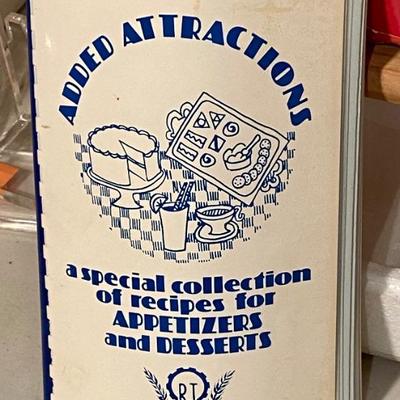 ADDED ATTRACTIONS
a special collection
of recipes for
APPETIZERS
and DESSERTS
RT